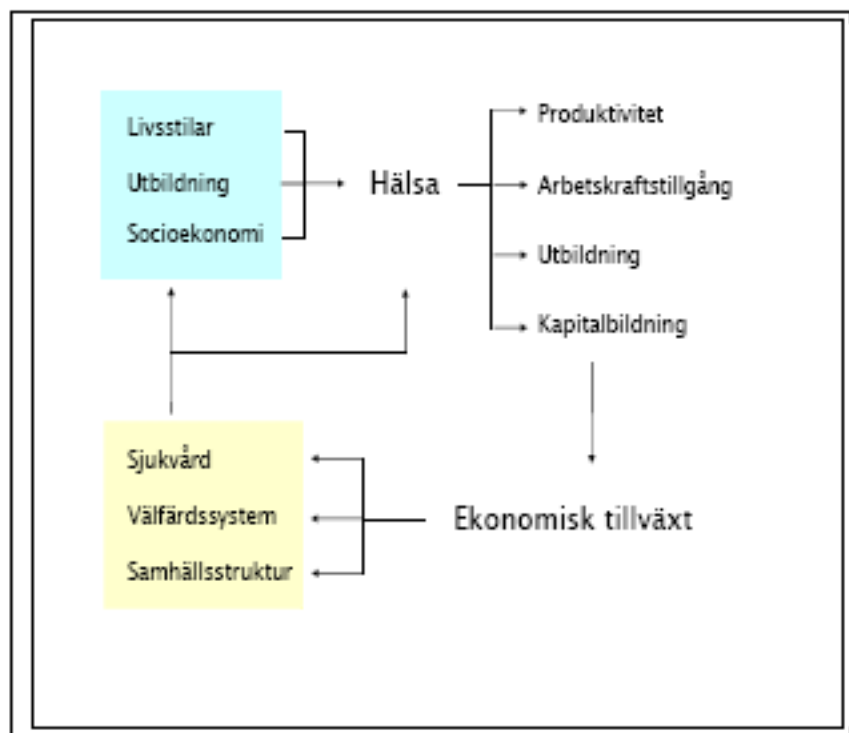 Livsstilar
Utbildning
Socioekonomi
Hälsa
Produktivitet
Arbetskraftstillgång
Utbildning
Kapitalbildning
Sjukvård
Välfärdssystem
Samhällsstruktur
Ekonomisk tillväxt